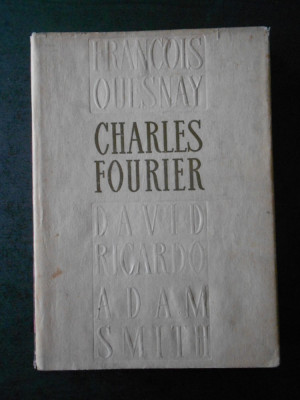 FRANÇOIS
QUESNAY
CHARLES
FOURIER
DAVID
RICARDO
ADAM
SMITH